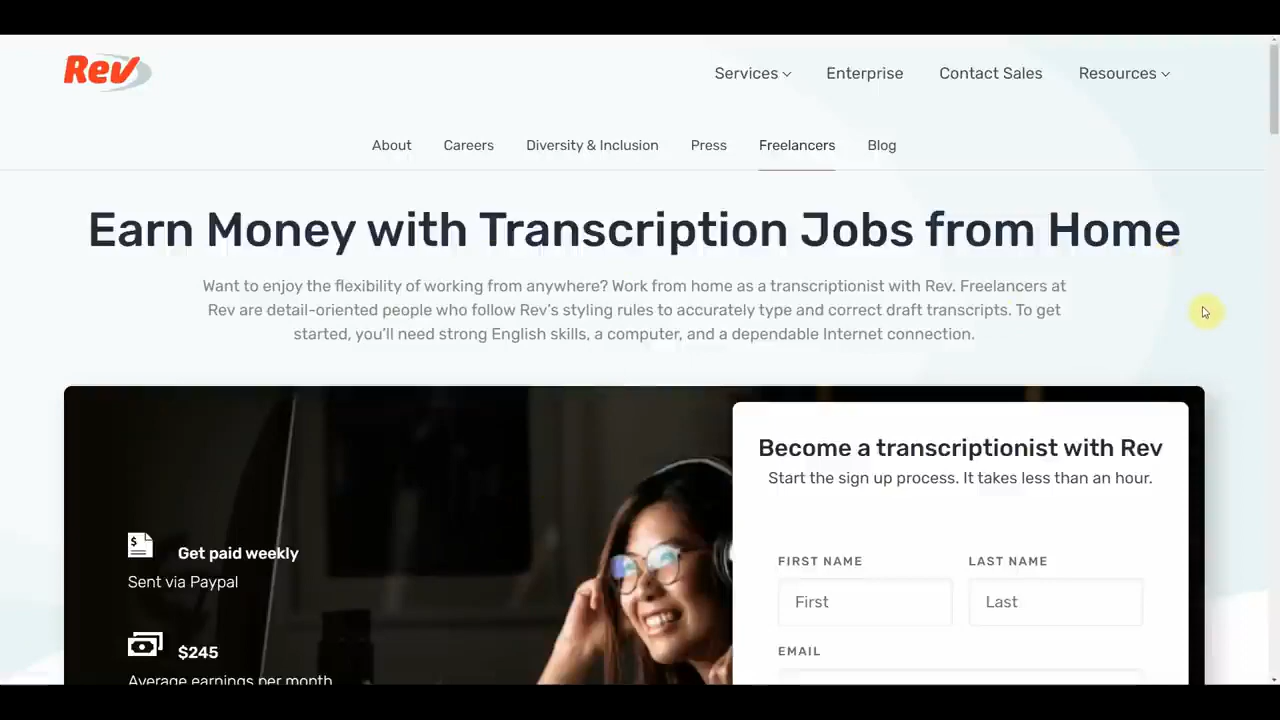 Rev
Services
Enterprise
Contact Sales
Resources
About
Careers
Diversity & Inclusion
Press
Freelancers
Blog
Earn Money with Transcription Jobs from Home
Want to enjoy the flexibility of working from anywhere? Work from home as a transcriptionist with Rev. Freelancers at
Rev are detail-oriented people who follow Rev's styling rules to accurately type and correct draft transcripts. To get
started, you'll need strong English skills, a computer, and a dependable Internet connection.
Get paid weekly
Sent via Paypal
$245
Average earnings per month
Become a transcriptionist with Rev
Start the sign up process. It takes less than an hour.
FIRST NAME
LAST NAME
First
Last
EMAIL